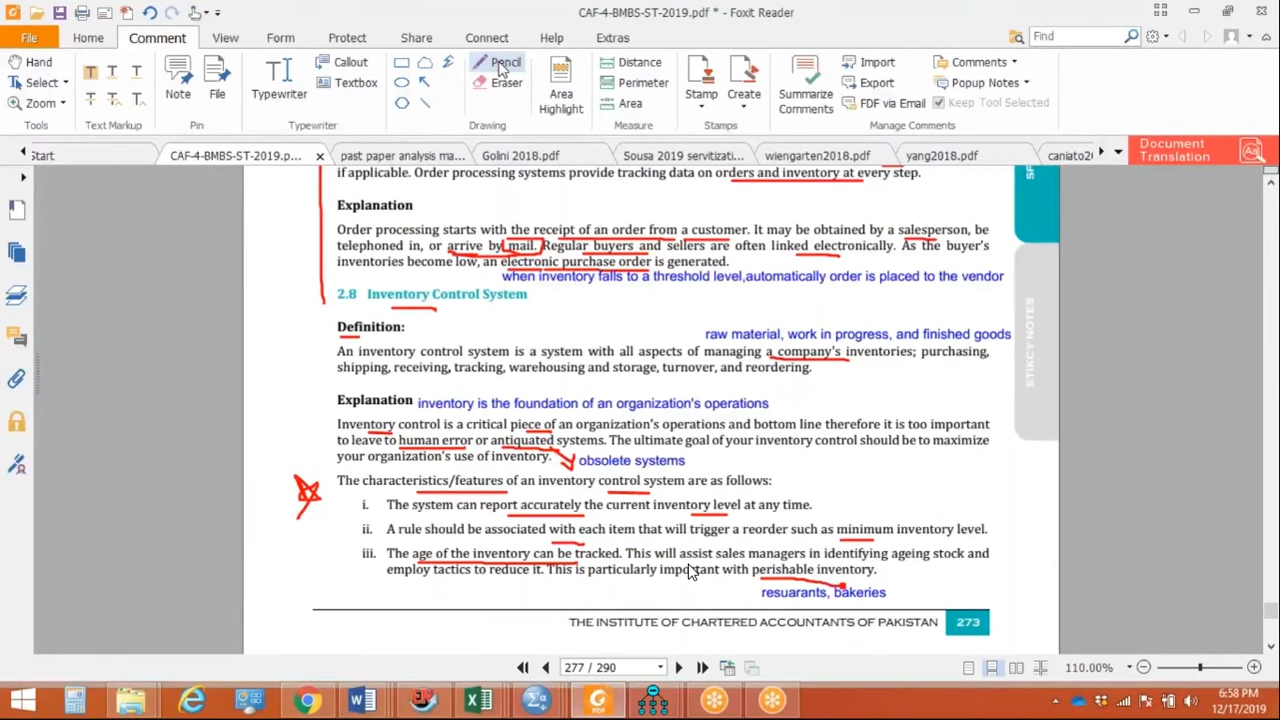 CAF-4-BMBS-ST-2019.pdf * - Foxit Reader
File Home Comment View Form Protect Share Connect Help Extras Find
Hand Callout Pencil Distance Import Comments
Select Textbox Eraser Perimeter Export Popup Notes
Zoom Note File Typewriter Area Highlight Area Stamp Create Summarize Comments FDF via Email Keep Tool Selected
Tools Text Markup Pin Typewriter Drawing Measure Stamps Manage Comments
Start CAF-4-BMBS-ST-2019.p... past paper analysis ma... Golini 2018.pdf Sousa 2019 servitizati... wiengarten2018.pdf yang2018.pdf caniato2( Document Translation
if applicable. Order processing systems provide tracking data on orders and inventory at every step.
Explanation
Order processing starts with the receipt of an order from a customer. It may be obtained by a salesperson, be
telephoned in, or arrive by mail. Regular buyers and sellers are often linked electronically. As the buyer's
inventories become low, an electronic purchase order is generated.
when inventory falls to a threshold level,automatically order is placed to the vendor
2.8 Inventory Control System
Definition:
raw material, work in progress, and finished goods
An inventory control system is a system with all aspects of managing a company's inventories; purchasing,
shipping, receiving, tracking, warehousing and storage, turnover, and reordering.
Explanation inventory is the foundation of an organization's operations
Inventory control is a critical piece of an organization's operations and bottom line therefore it is too important
to leave to human error or antiquated systems. The ultimate goal of your inventory control should be to maximize
your organization's use of inventory.
obsolete systems
The characteristics/features of an inventory control system are as follows:
i. The system can report accurately the current inventory level at any time.
ii. A rule should be associated with each item that will trigger a reorder such as minimum inventory level.
iii. The age of the inventory can be tracked. This will assist sales managers in identifying ageing stock and
employ tactics to reduce it. This is particularly important with perishable inventory.
resuarants, bakeries
THE INSTITUTE OF CHARTERED ACCOUNTANTS OF PAKISTAN 273
STICKY NOTES
277 / 290 110.00%
6:58 PM
12/17/2019